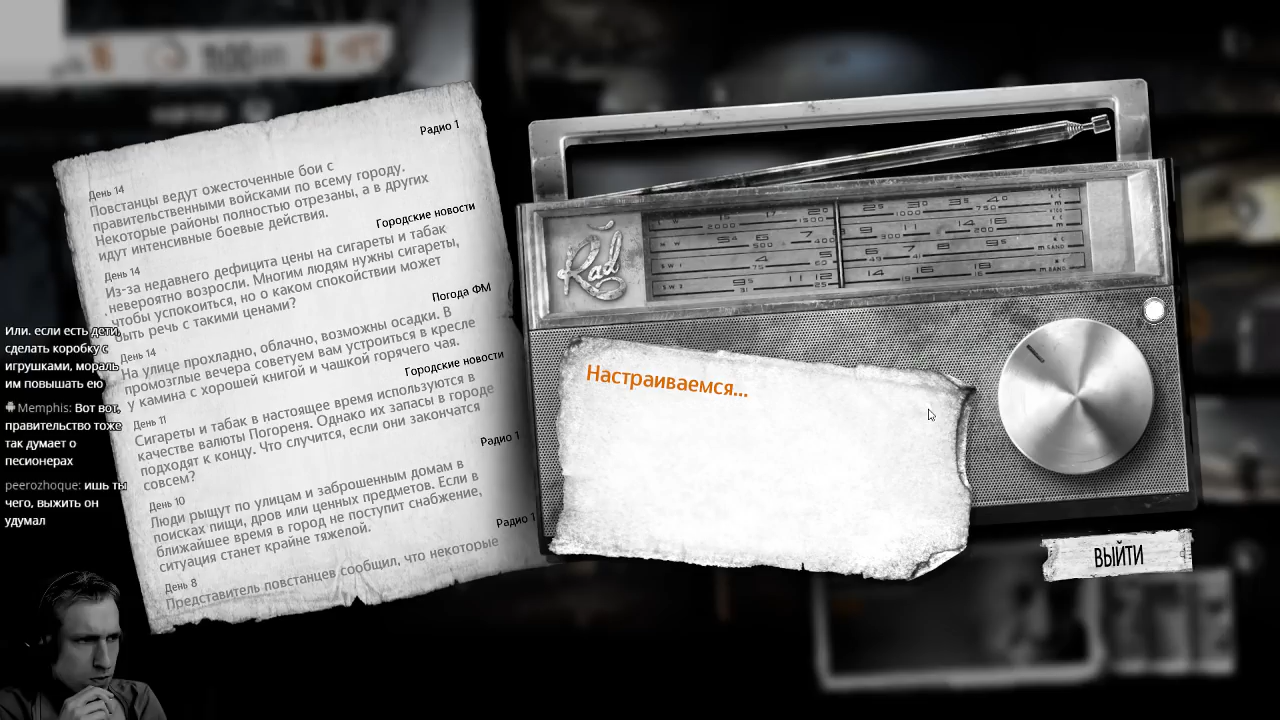 Радио 1
День 14
Повстанцы ведут ожесточенные бои с
правительственными войсками по всему городу.
Некоторые районы полностью отрезаны, а в других
идут интенсивные боевые действия.
Городские новости
День 14
Из-за недавнего дефицита цены на сигареты и табак
невероятно возросли. Многим людям нужны сигареты,
чтобы успокоиться, но о каком спокойствии может
быть речь с такими ценами?
Погода ФМ
День 14
На улице прохладно, облачно, возможны осадки. В
промозглые вечера советуем вам устроиться в кресле
у камина с хорошей книгой и чашкой горячего чая.
Городские новости
День 11
Сигареты и табак в настоящее время используются в
качестве валюты Погореня. Однако их запасы в городе
подходят к концу. Что случится, если они закончатся
совсем?
Радио 1
День 10
Люди рыщут по улицам и заброшенным домам в
поисках пищи, дров или ценных предметов. Если в
ближайшее время в город не поступит снабжение,
ситуация станет крайне тяжелой.
Радио 1
День 8
Представитель повстанцев сообщил, что некоторые
Или. если есть дети,
сделать коробку с
игрушками, мораль
им повышать ею
Memphis: Вот вот,
правительство тоже
так думает о
песионерах
peerozhoque: ишь ты
чего, выжить он
удумал
Rad
Настраиваемся...
ВЫЙТИ